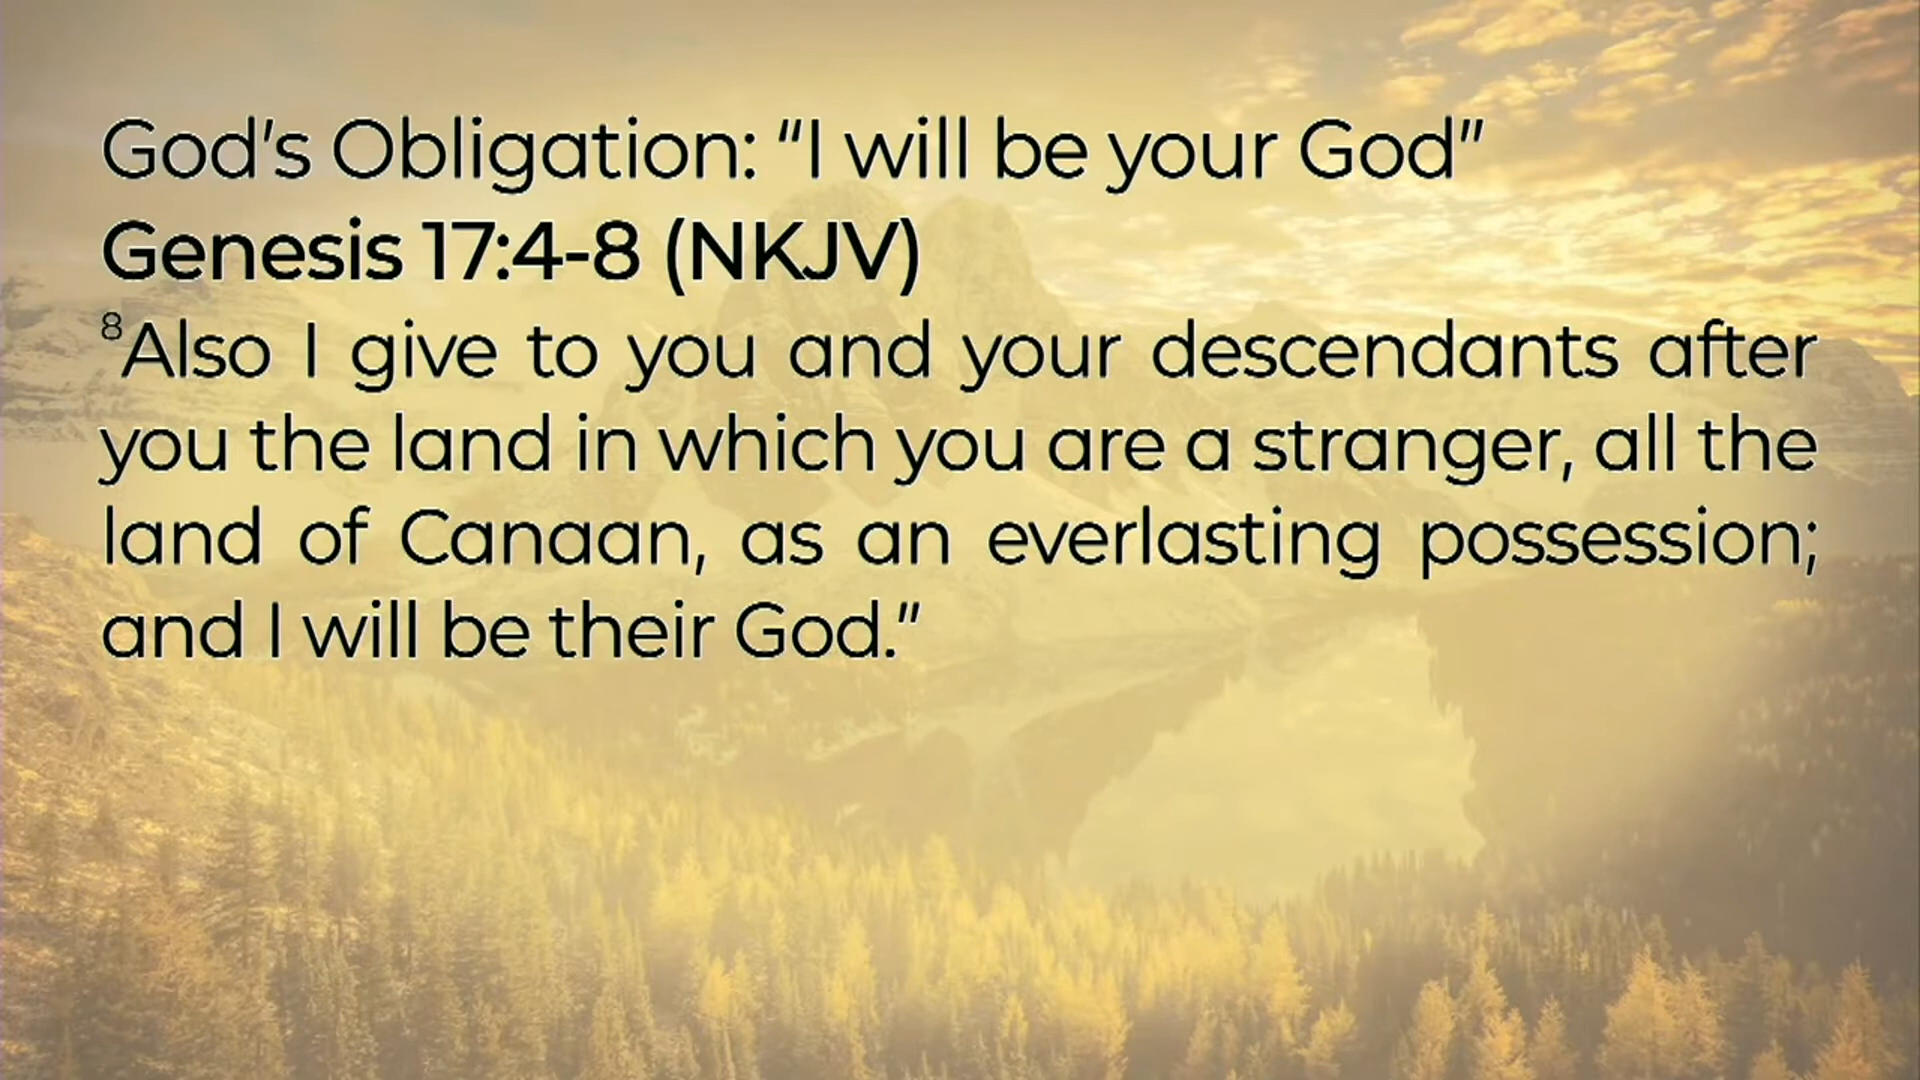 God’s Obligation: “I will be your God”
Genesis 17:4-8 (NKJV)
8Also I give to you and your descendants after
you the land in which you are a stranger, all the
land of Canaan, as an everlasting possession;
and I will be their God.”